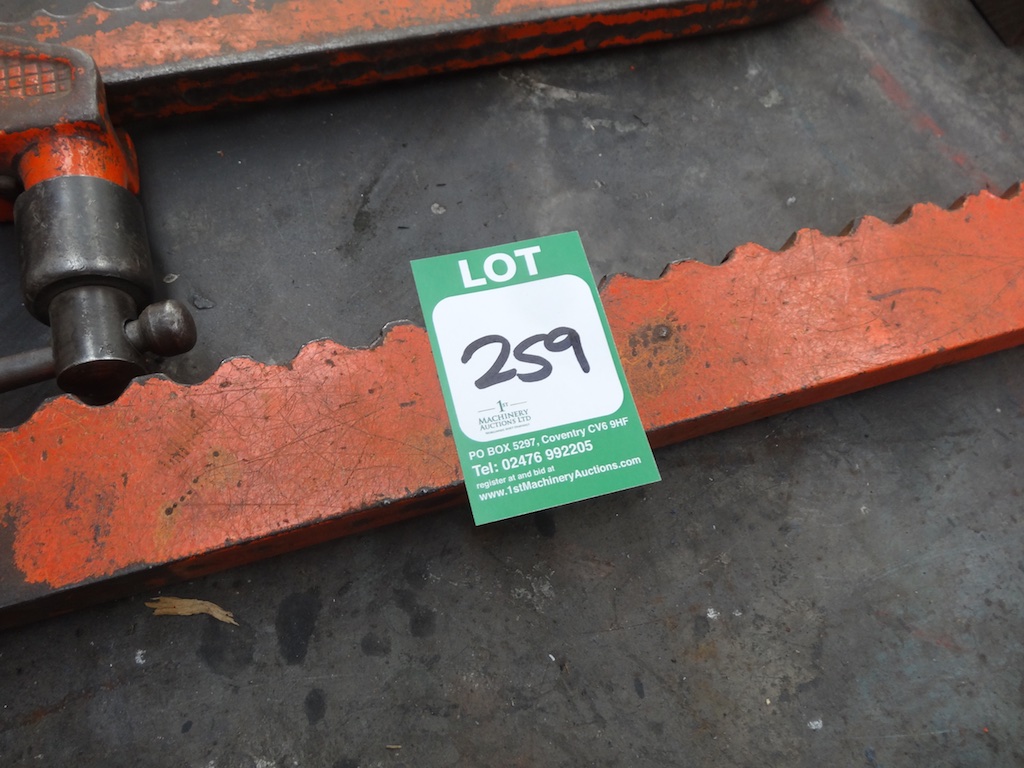 LOT
259
1ST
MACHINERY
AUCTIONS LTD
PO BOX 5297, Coventry CV6 9HF
Tel: 02476 992205
register at and bid at
www.1stMachineryAuctions.com